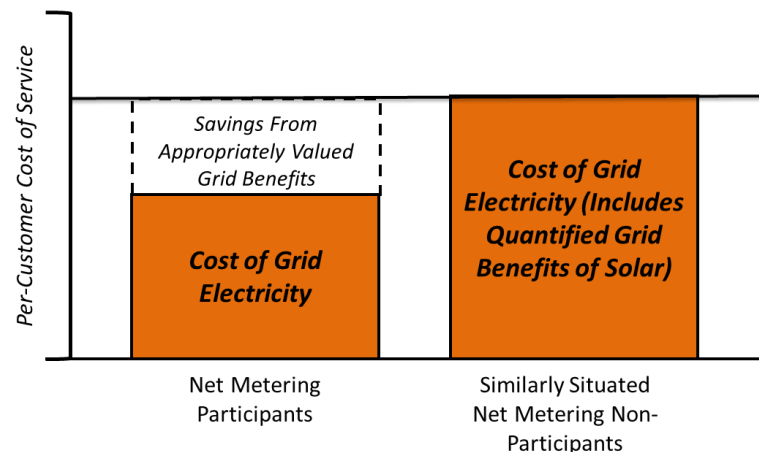 Per-Customer Cost of Service
Savings From
Appropriately Valued
Grid Benefits
Cost of Grid
Electricity
Cost of Grid
Electricity (Includes
Quantified Grid
Benefits of Solar)
Net Metering
Participants
Similarly Situated
Net Metering Non-
Participants